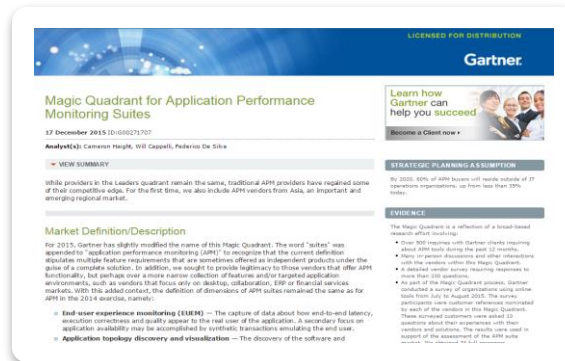 LICENSED FOR DISTRIBUTION
Gartner
Magic Quadrant for Application Performance
Monitoring Suites
17 December 2015 ID:G00271707
Analyst(s): Cameron Haight, Will Cappelli, Federico De Silva
VIEW SUMMARY
While providers in the Leaders quadrant remain the same, traditional APM providers have regained some
of their competitive edge. For the first time, we also include APM vendors from Asia, an important and
emerging regional market.
Market Definition/Description
For 2015, Gartner has slightly modified the name of this Magic Quadrant. The word "suites" was
appended to "application performance monitoring (APM)" to recognize that the current definition
stipulates multiple feature requirements that are sometimes offered as independent products under the
guise of a complete solution. In addition, we sought to provide legitimacy to those vendors that offer APM
functionality, but perhaps over a more narrow collection of features and/or targeted application
environments, such as vendors that focus only on desktop, collaboration, ERP or financial services
markets. With this added context, the definition of dimensions of APM suites remained the same as for
APM in the 2014 exercise, namely:
End-user experience monitoring (EUEM) — The capture of data about how end-to-end latency,
execution correctness and quality appear to the real user of the application. A secondary focus on
application availability may be accomplished by synthetic transactions emulating the end user.
Application topology discovery and visualization — The discovery of the software and
Learn how
Gartner can
help you succeed
Become a Client now
STRATEGIC PLANNING ASSUMPTION
By 2020, 60% of APM buyers will reside outside of IT
operations organizations, up from less than 35%
today.
EVIDENCE
The Magic Quadrant is a reflection of a broad-based
research effort involving:
Over 900 inquiries with Gartner clients inquiring
about APM tools during the past 12 months.
Many in-person discussions and other interactions
with the vendors within this Magic Quadrant.
A detailed vendor survey requiring responses to
more than 100 questions.
As part of the Magic Quadrant process, Gartner
conducted a survey of organizations using online
tools from July to August 2015. The survey
participants were customer references nominated
by each of the vendors in this Magic Quadrant.
These surveyed customers were asked 12
questions about their experiences with their
vendors and solutions. The results were used in
support of the assessment of the APM suite